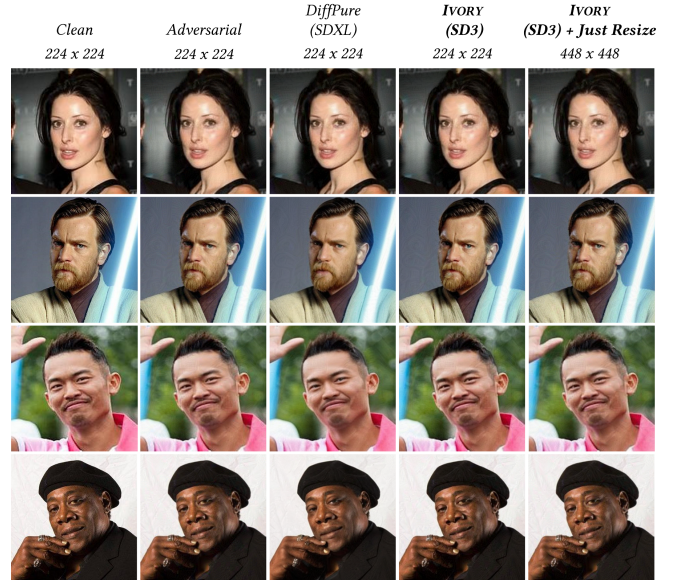 Clean
224 x 224
Adversarial
224 x 224
DiffPure
(SDXL)
224 x 224
IVORY
(SD3)
224 x 224
IVORY
(SD3) + Just Resize
448 x 448